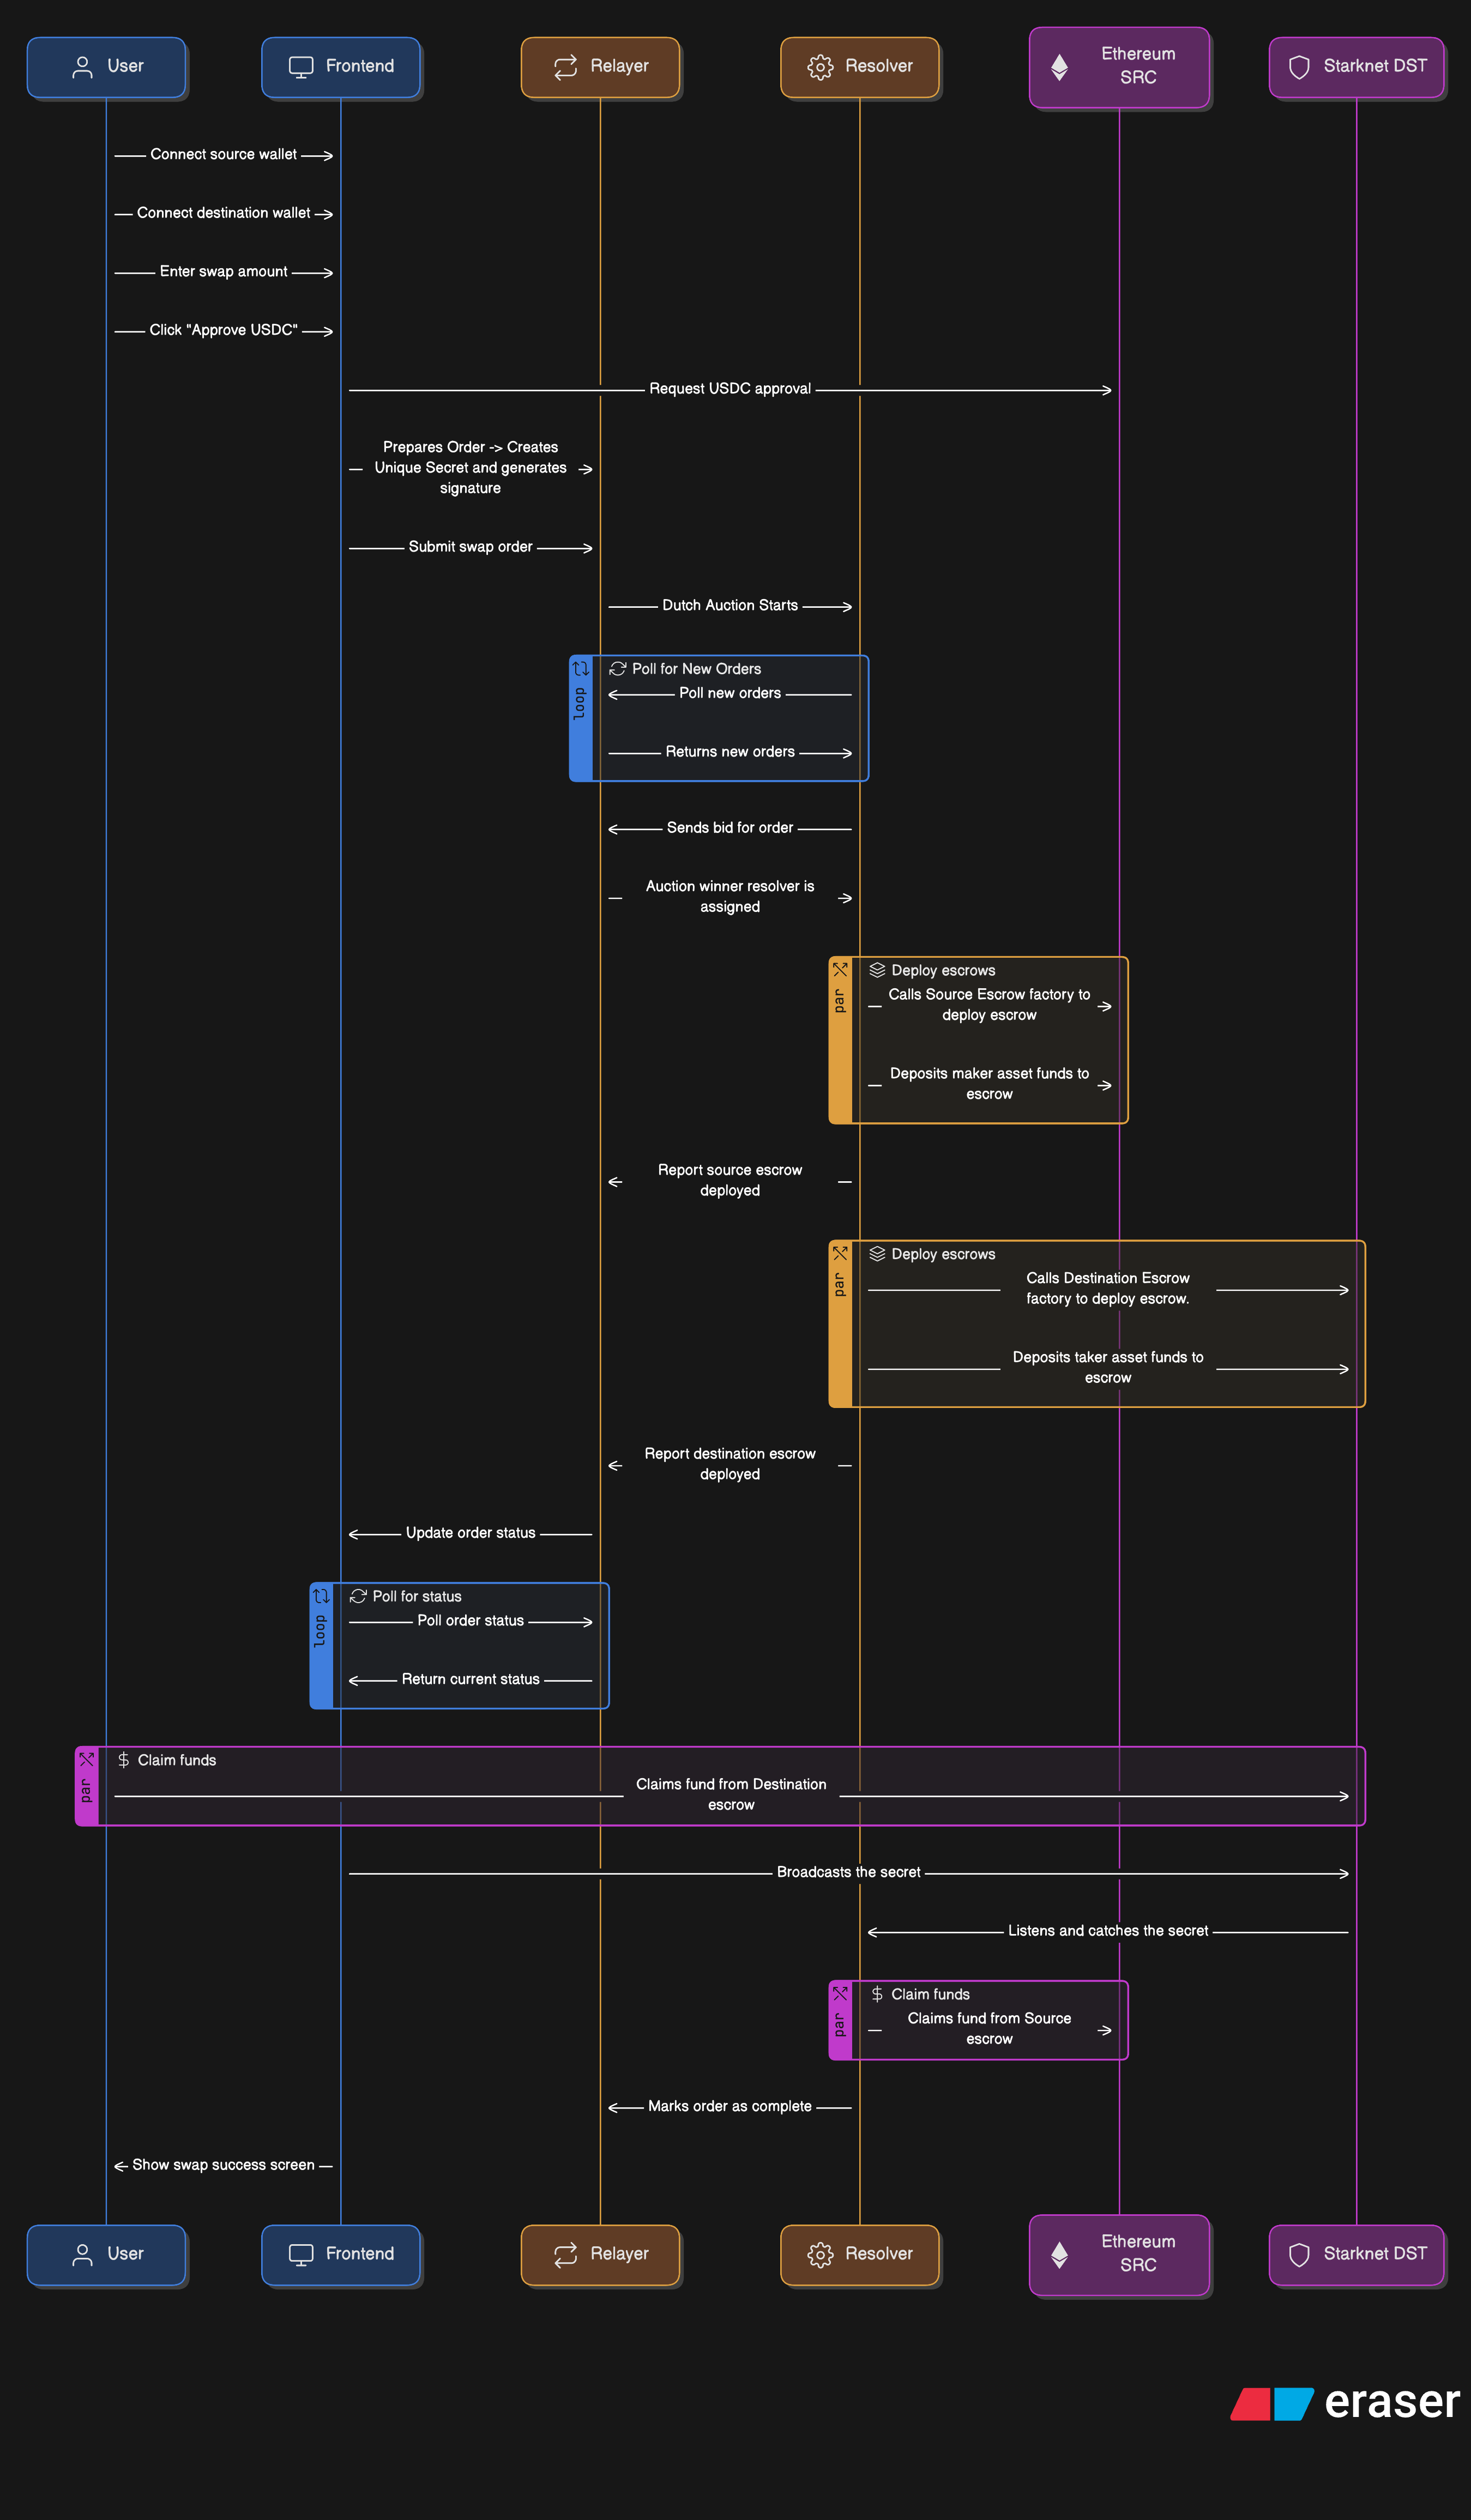 User
Frontend
Relayer
Resolver
Ethereum
SRC
Starknet DST
Connect source wallet
Connect destination wallet
Enter swap amount
Click "Approve USDC"
Request USDC approval
Prepares Order -> Creates
Unique Secret and generates
signature
Submit swap order
Dutch Auction Starts
loop
Poll for New Orders
Poll new orders
Returns new orders
Sends bid for order
Auction winner resolver is
assigned
par
Deploy escrows
Calls Source Escrow factory to
deploy escrow
Deposits maker asset funds to
escrow
Report source escrow
deployed
par
Deploy escrows
Calls Destination Escrow
factory to deploy escrow.
Deposits taker asset funds to
escrow
Report destination escrow
deployed
Update order status
loop
Poll for status
Poll order status
Return current status
par
Claim funds
Claims fund from Destination
escrow
Broadcasts the secret
Listens and catches the secret
par
Claim funds
Claims fund from Source
escrow
Marks order as complete
Show swap success screen
User
Frontend
Relayer
Resolver
Ethereum
SRC
Starknet DST
eraser